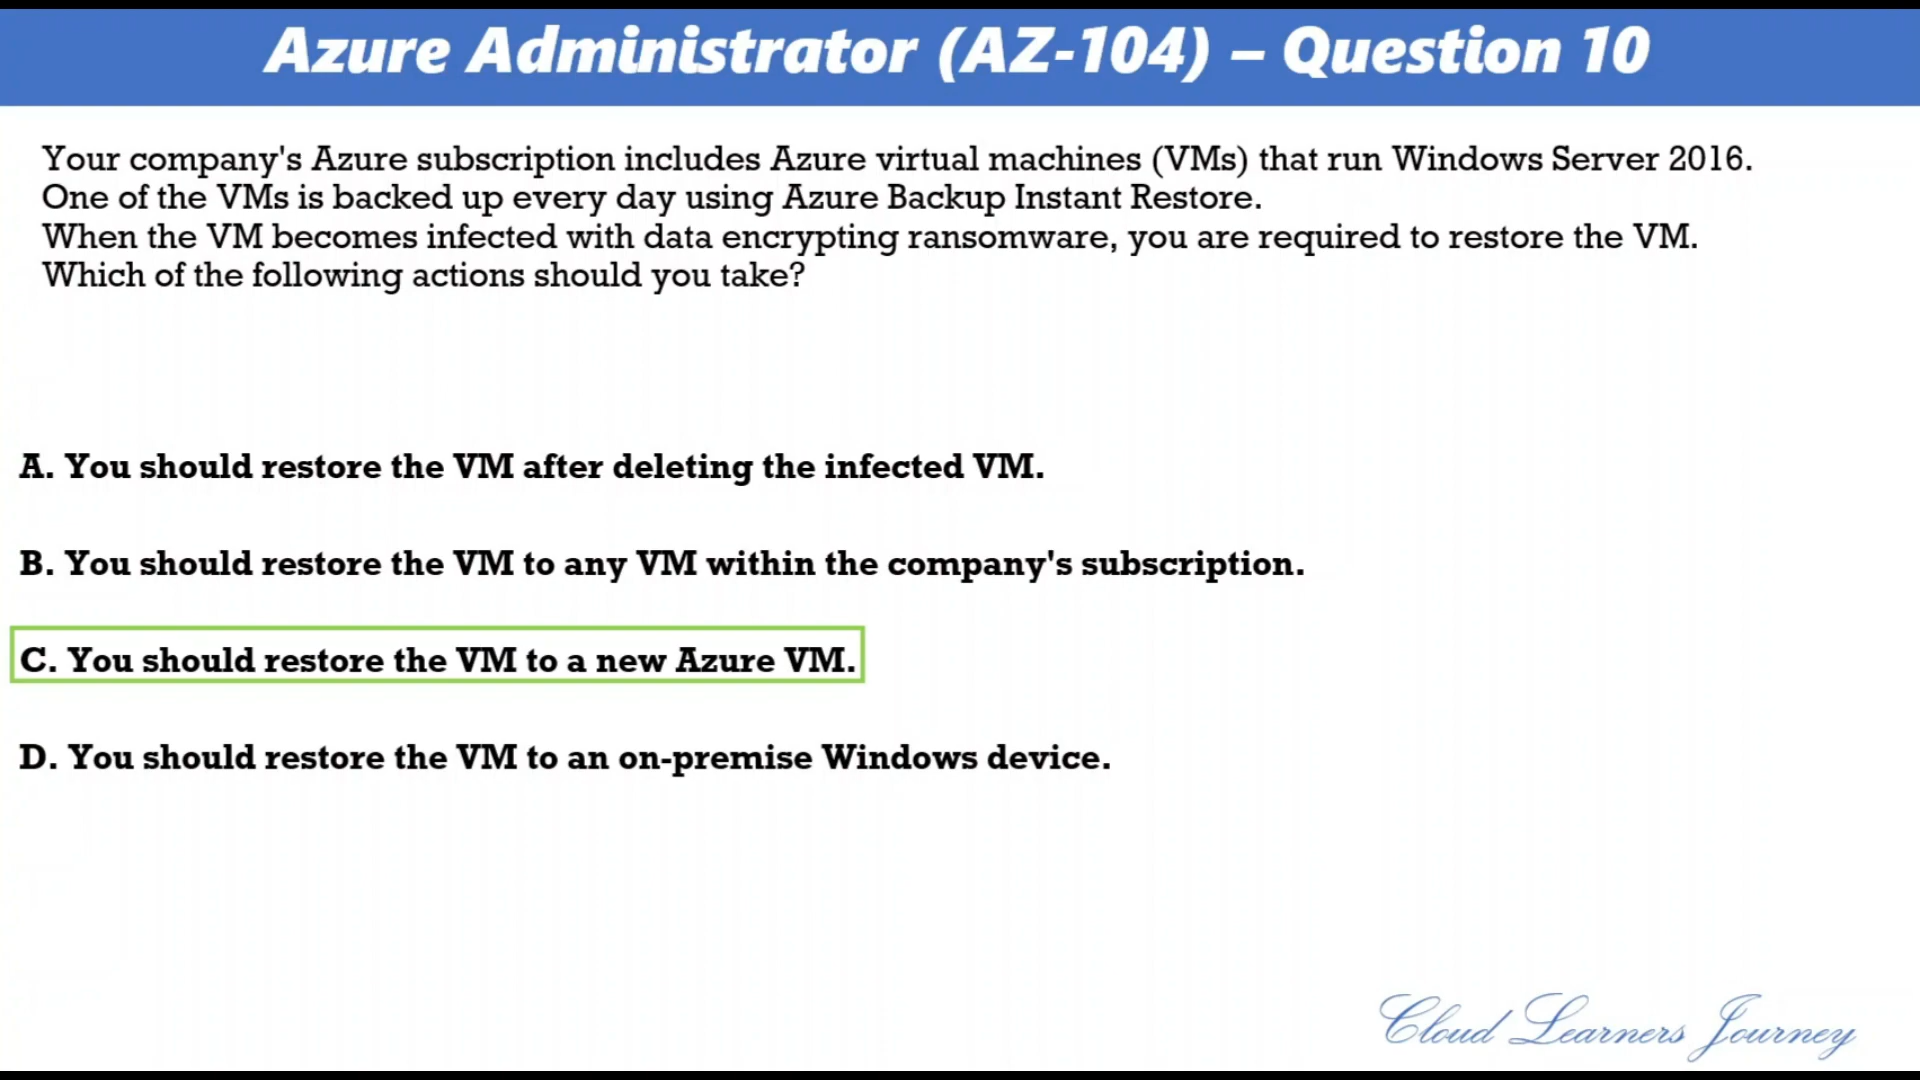 Azure Administrator (AZ-104) – Question 10
Your company's Azure subscription includes Azure virtual machines (VMs) that run Windows Server 2016.
One of the VMs is backed up every day using Azure Backup Instant Restore.
When the VM becomes infected with data encrypting ransomware, you are required to restore the VM.
Which of the following actions should you take?
A. You should restore the VM after deleting the infected VM.
B. You should restore the VM to any VM within the company's subscription.
C. You should restore the VM to a new Azure VM.
D. You should restore the VM to an on-premise Windows device.
Cloud Learners Journey